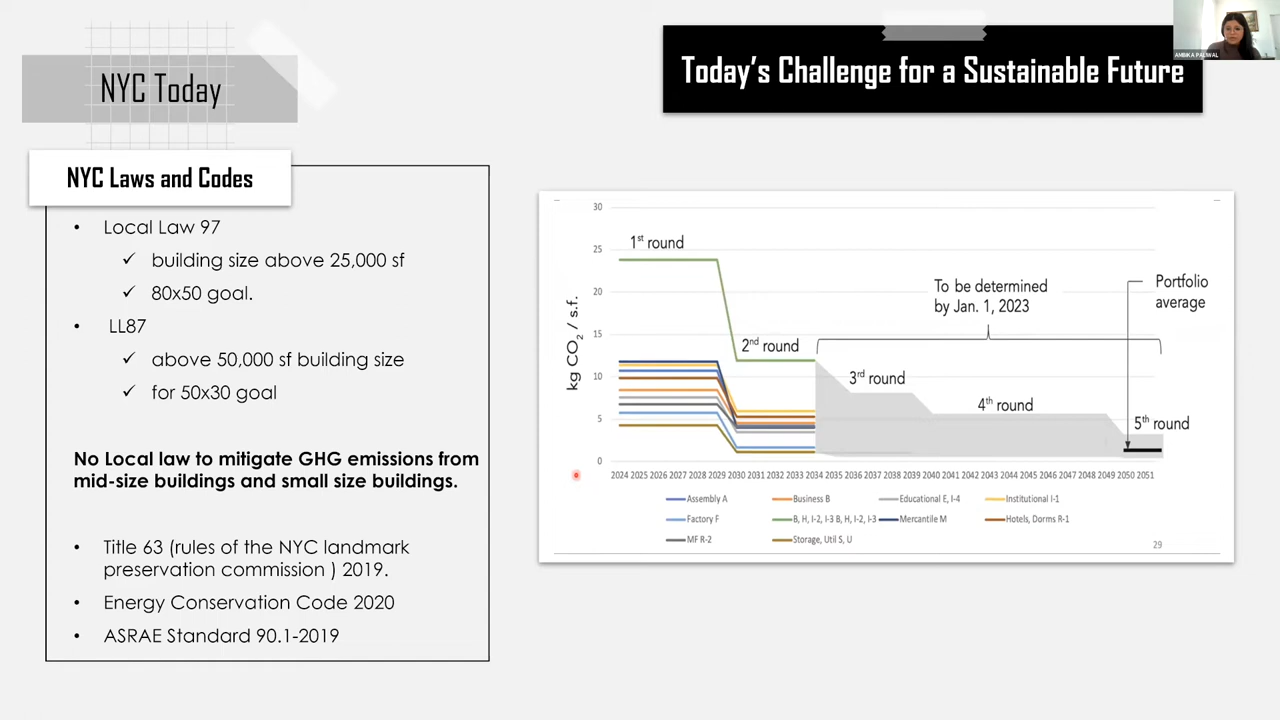 NYC Today
Today's Challenge for a Sustainable Future
AMBIKA PALIWAL
NYC Laws and Codes
• Local Law 97
✓ building size above 25,000 sf
✓ 80x50 goal.
• LL87
✓ above 50,000 sf building size
✓ for 50x30 goal
No Local law to mitigate GHG emissions from
mid-size buildings and small size buildings.
• Title 63 (rules of the NYC landmark
preservation commission ) 2019.
• Energy Conservation Code 2020
• ASRAE Standard 90.1-2019
kg CO2 / s.f.
30
25
20
15
10
5
0
1st round
2nd round
To be determined
by Jan. 1, 2023
Portfolio
average
3rd round
4th round
5th round
2024 2025 2026 2027 2028 2029 2030 2031 2032 2033 2034 2035 2036 2037 2038 2039 2040 2041 2042 2043 2044 2045 2046 2047 2048 2049 2050 2051
Assembly A Business B Educational E, I-4 Institutional I-1
Factory F B, H, I-2, I-3 B, H, I-2, I-3 Mercantile M Hotels, Dorms R-1
MF R-2 Storage, Util S, U
29